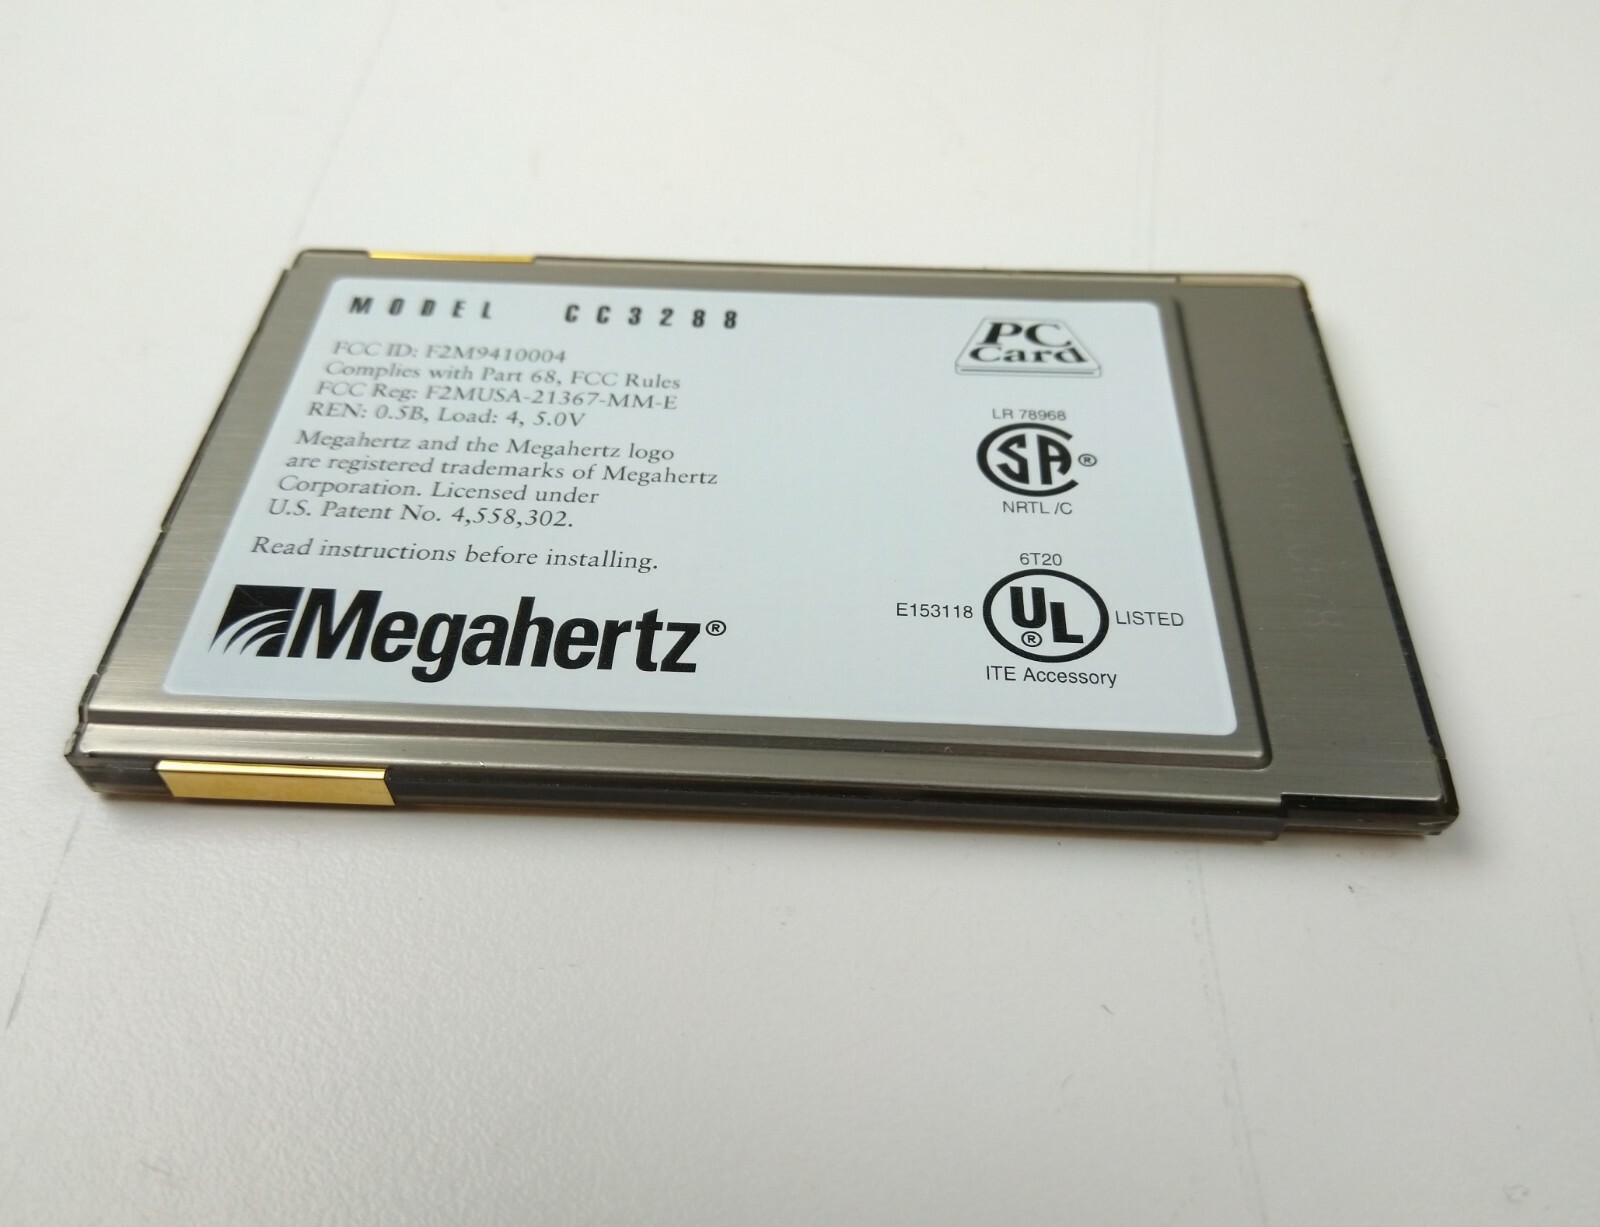 MODEL CC3288
FCC ID: F2M9410004
Complies with Part 68, FCC Rules
FCC Reg: F2MUSA-21367-MM-E
REN: 0.5B, Load: 4, 5.0V
Megahertz and the Megahertz logo
are registered trademarks of Megahertz
Corporation. Licensed under
U.S. Patent No. 4,558,302.
Read instructions before installing.
Megahertz®
PC
Card
LR 78968
SA®
NRTL /C
6T20
E153118 UL® LISTED
ITE Accessory